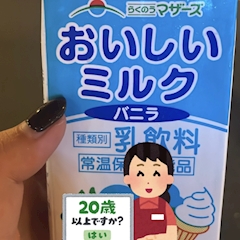 らくのうマザーズ
おいしい
ミルク
バニラ
種類別 乳飲料
常温保 品
20歳
以上ですか?
はい